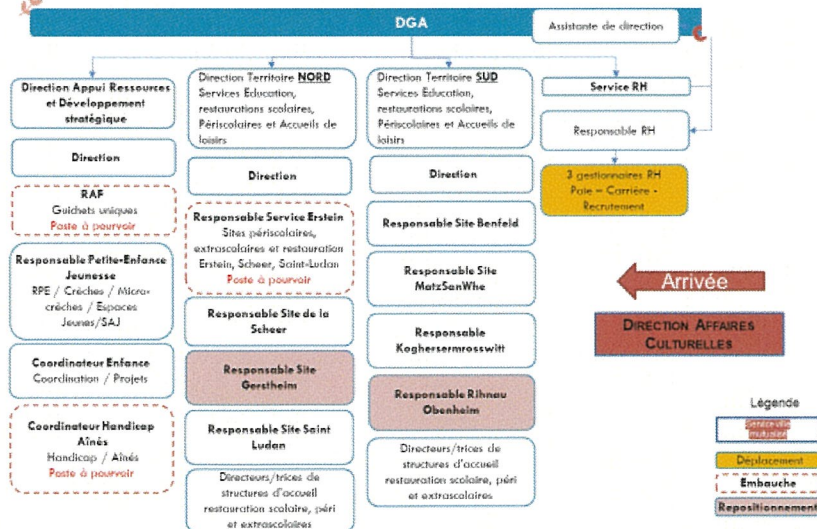 DGA
Assistante de direction
Direction Appui Ressources
et Développement
stratégique
Direction
RAF
Guichets uniques
Poste à pourvoir
Responsable Petite-Enfance
Jeunesse
RPE / Crèches / Micro-
crèches / Espaces
Jeunes/SAJ
Coordinateur Enfance
Coordination / Projets
Coordinateur Handicap
Aînés
Handicap / Aînés
Poste à pourvoir
Direction Territoire NORD
Services Education,
restaurations scolaires,
Périscolaires et Accueils de
loisirs
Direction
Responsable Service Erstein
Sites périscolaires,
extrascolaires et restauration
Erstein, Scheer, Saint-Ludan
Poste à pourvoir
Responsable Site de la
Scheer
Responsable Site
Gerstheim
Responsable Site Saint
Ludan
Directeurs/trices de
structures d'accueil
restauration scolaire, péri
et extrascolaires
Direction Territoire SUD
Services Education,
restaurations scolaires,
Périscolaires et Accueils de
loisirs
Direction
Responsable Site Benfeld
Responsable Site
MatzSanWhe
Responsable
Koghersermrosswitt
Responsable Rihnau
Obenheim
Directeurs/trices de
structures d'accueil
restauration scolaire, péri
et extrascolaires
Service RH
Responsable RH
3 gestionnaires RH
Paie – Carrière -
Recrutement
Arrivée
DIRECTION AFFAIRES
CULTURELLES
Légende
Service ville
mutualisé
Déplacement
Embauche
Repositionnement